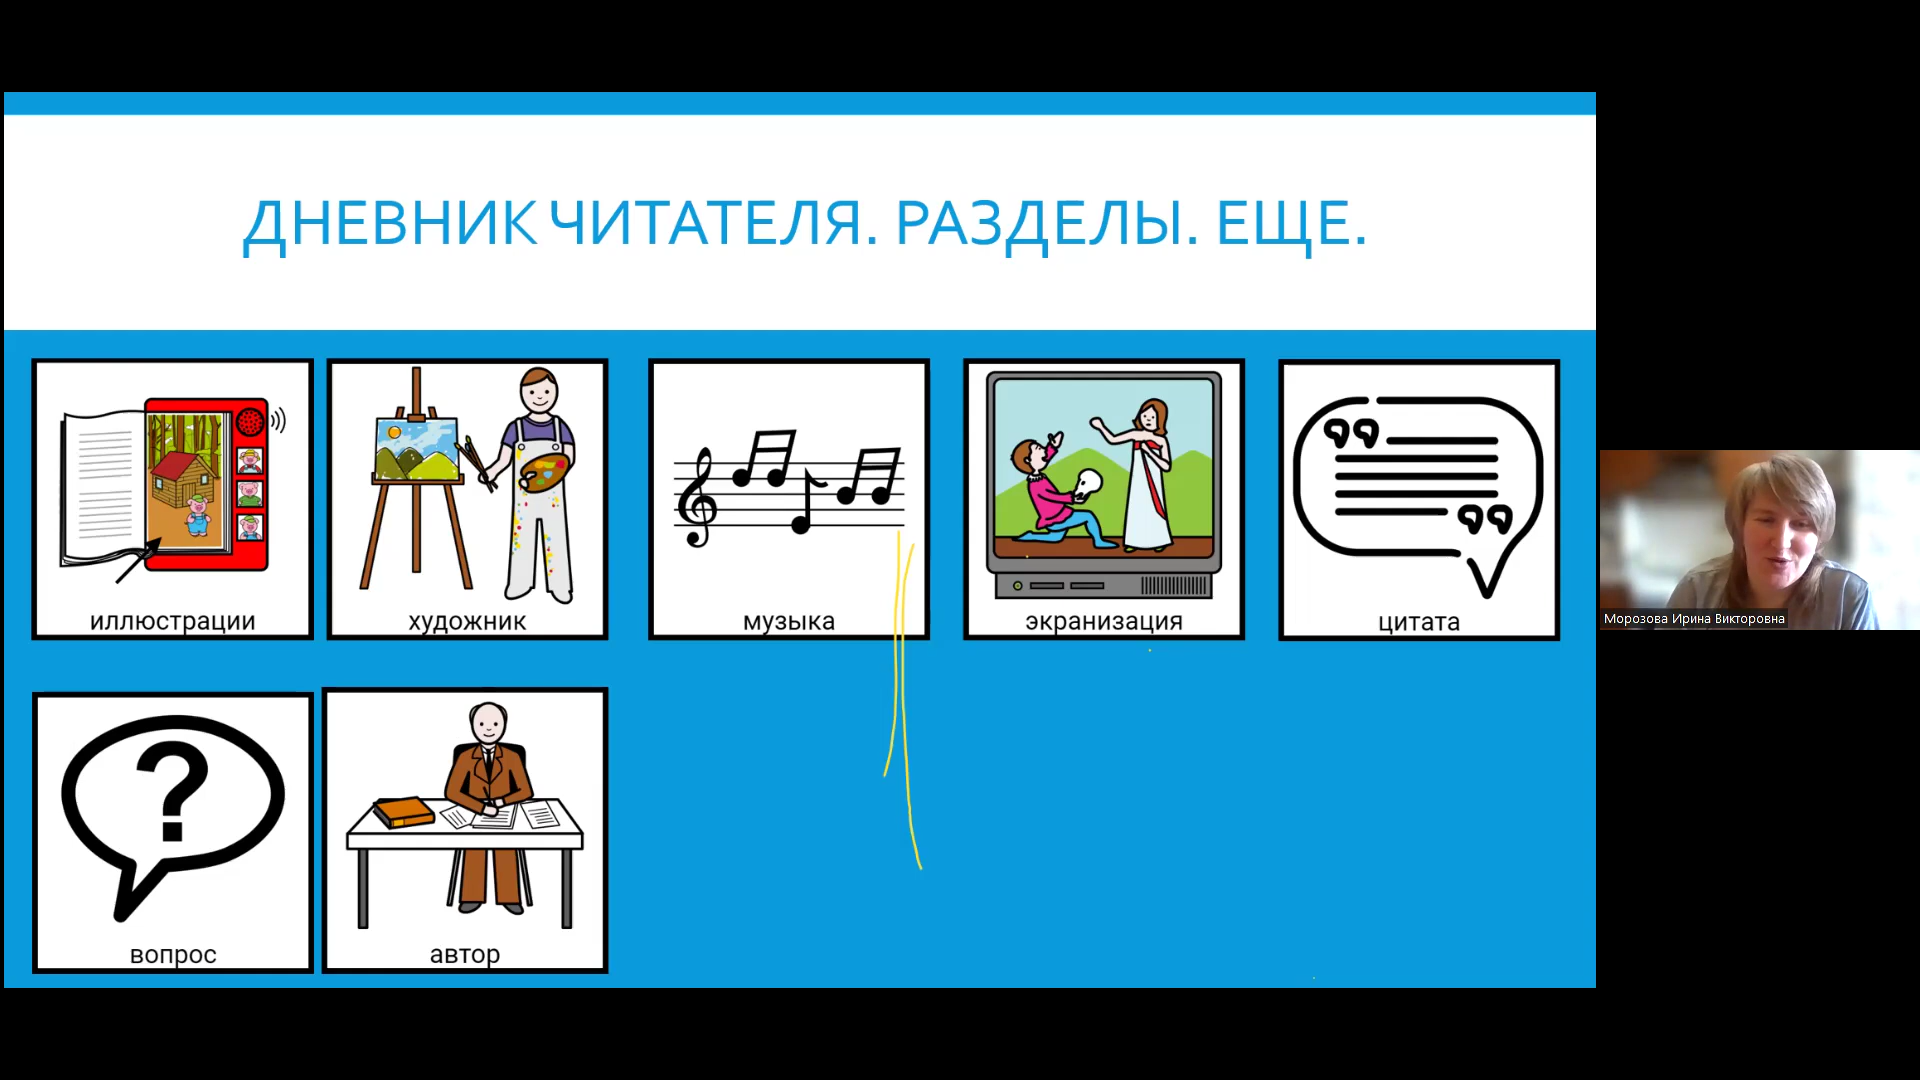 ДНЕВНИК ЧИТАТЕЛЯ. РАЗДЕЛЫ. ЕЩЕ.
иллюстрации
художник
музыка
экранизация
цитата
Морозова Ирина Викторовна
?
вопрос
автор